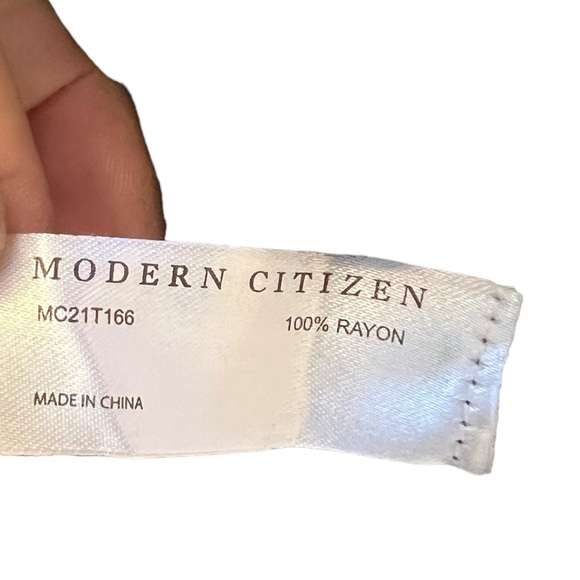 MODERN CITIZEN
MC21T166 100% RAYON
MADE IN CHINA